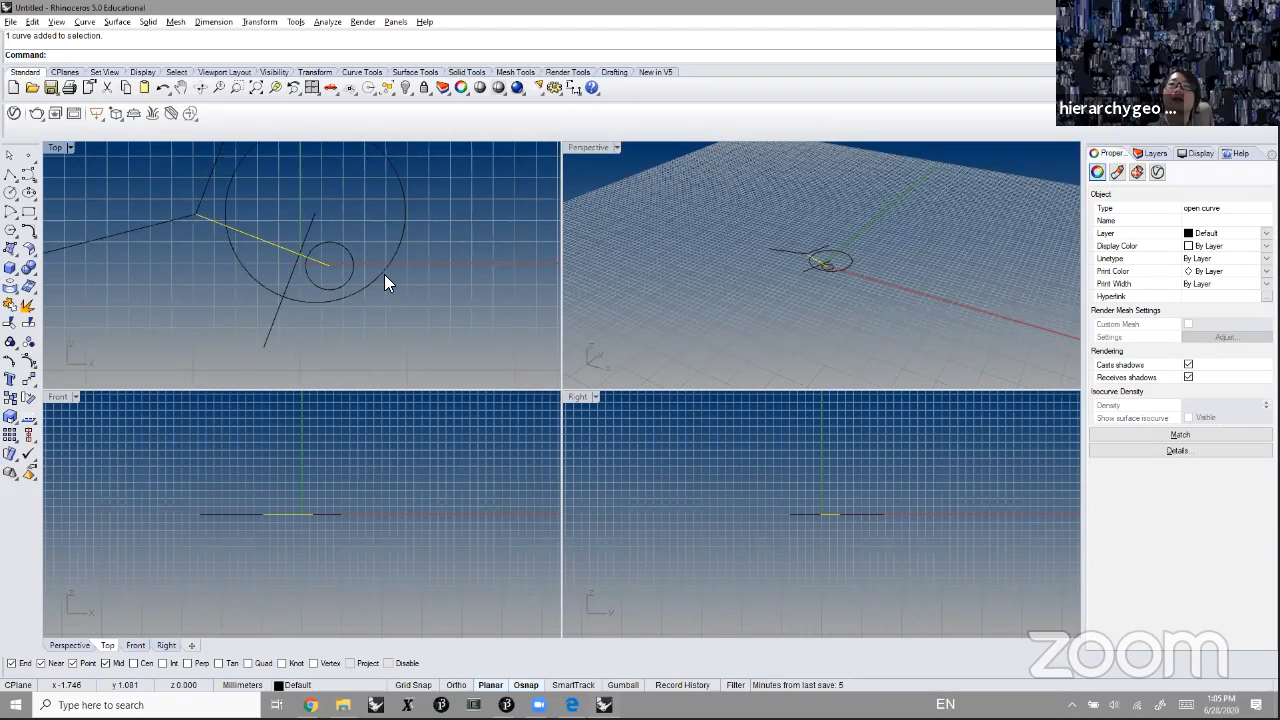 Untitled - Rhinoceros 5.0 Educational
File Edit View Curve Surface Solid Mesh Dimension Transform Tools Analyze Render Panels Help
1 curve added to selection.
Command:
hierarchygeo ...
Standard CPlanes Set View Display Select Viewport Layout Visibility Transform Curve Tools Surface Tools Solid Tools Mesh Tools Render Tools Drafting New in V5
Top Perspective
Proper... Layers Display Help
Object
Type open curve
Name
Layer Default
Display Color By Layer
Linetype By Layer
Print Color By Layer
Print Width By Layer
Hyperlink
Render Mesh Settings
Custom Mesh
Settings Adjust...
Rendering
Casts shadows
Receives shadows
Isocurve Density
Density
Show surface isocurve Visible
Match
Details...
y x z x
Front Right
z x z y
Perspective Top Front Right
zoom
End Near Point Mid Cen Int Perp Tan Quad Knot Vertex Project Disable
CPlane x -1.746 y 1.081 z 0.000 Millimeters Default Grid Snap Ortho Planar Osnap SmartTrack Gumball Record History Filter Minutes from last save: 5
Type here to search
EN
1:05 PM
6/28/2020